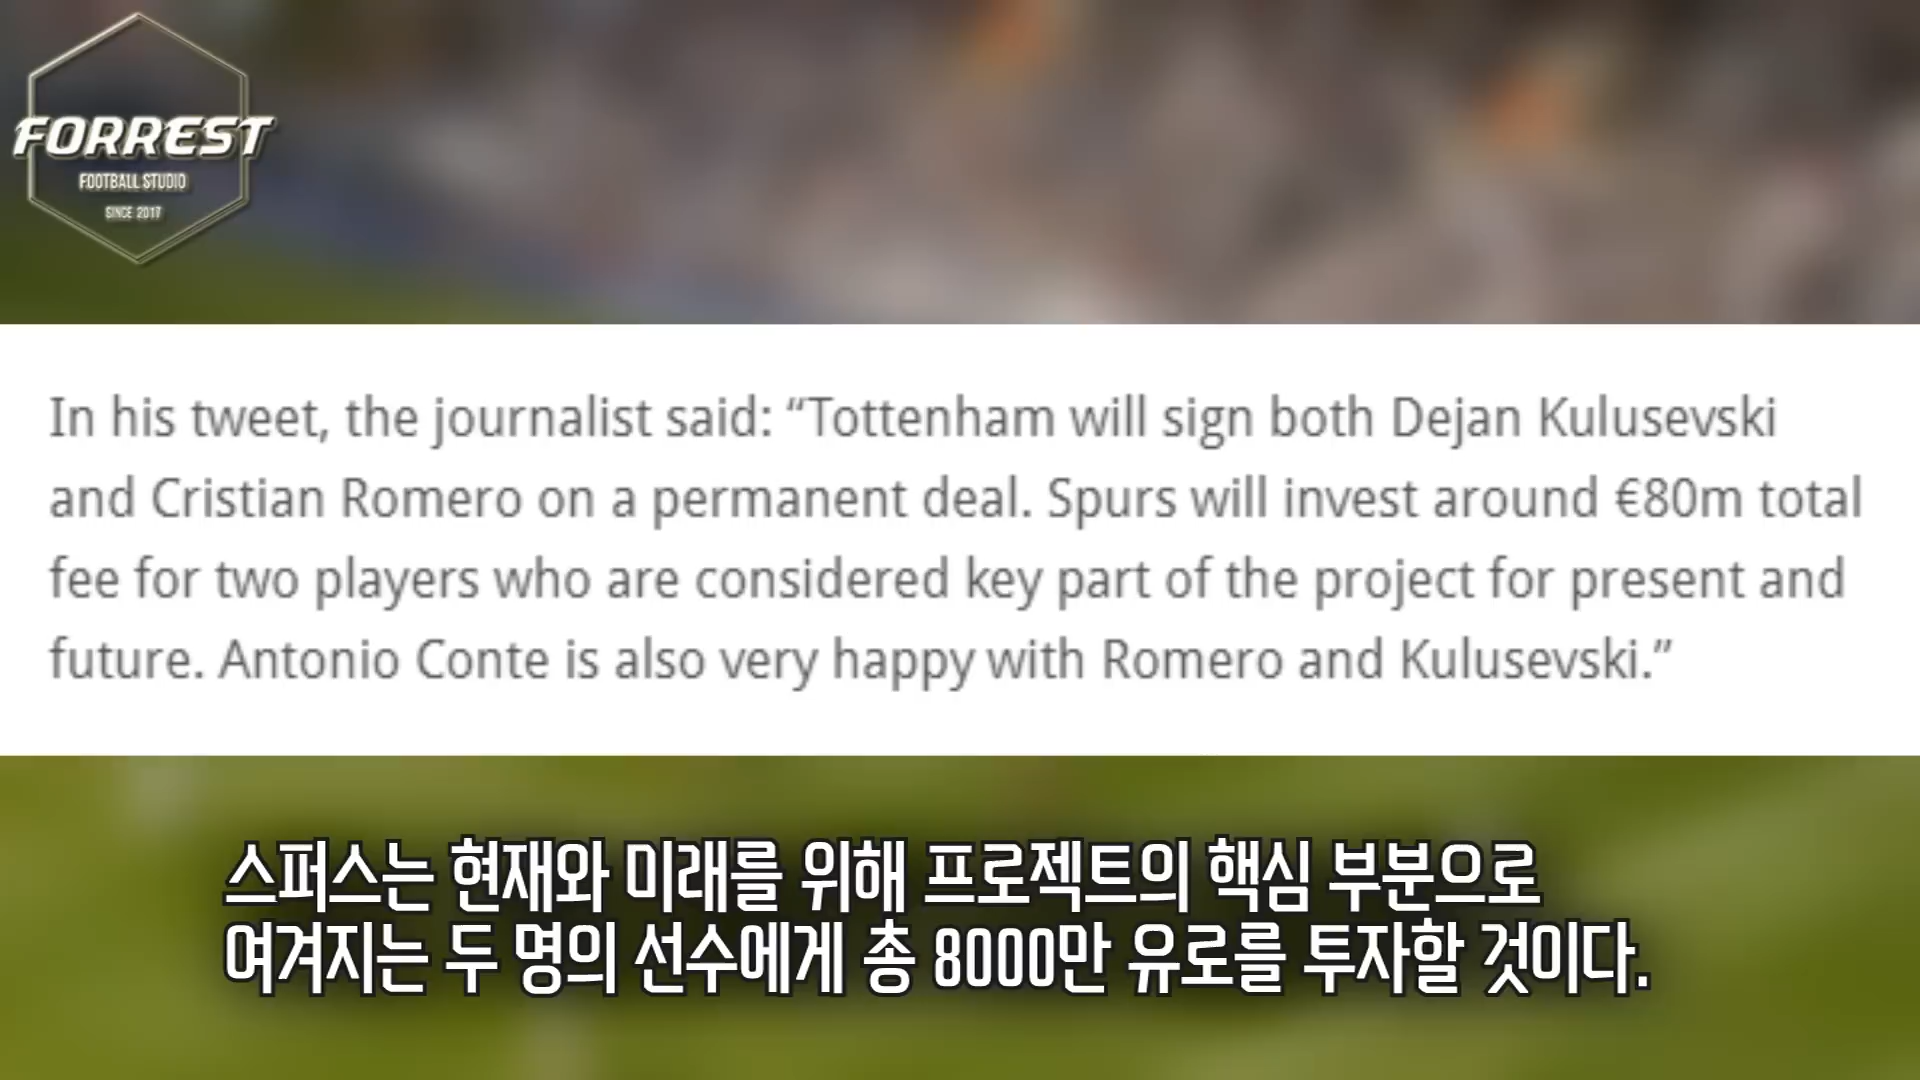 FORREST
FOOTBALL STUDIO
SINCE 2017
In his tweet, the journalist said: “Tottenham will sign both Dejan Kulusevski
and Cristian Romero on a permanent deal. Spurs will invest around €80m total
fee for two players who are considered key part of the project for present and
future. Antonio Conte is also very happy with Romero and Kulusevski.”
스퍼스는 현재와 미래를 위해 프로젝트의 핵심 부분으로
여겨지는 두 명의 선수에게 총 8000만 유로를 투자할 것이다.